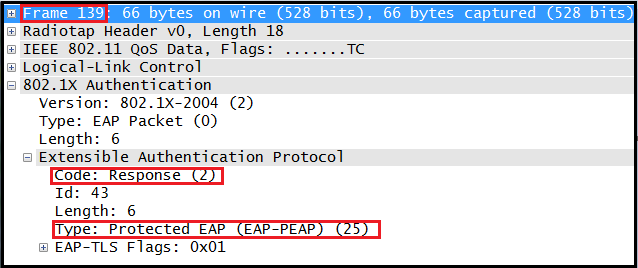 Frame 139: 66 bytes on wire (528 bits), 66 bytes captured (528 bits)
Radiotap Header v0, Length 18
IEEE 802.11 QoS Data, Flags: .......TC
Logical-Link Control
802.1X Authentication
Version: 802.1X-2004 (2)
Type: EAP Packet (0)
Length: 6
Extensible Authentication Protocol
Code: Response (2)
Id: 43
Length: 6
Type: Protected EAP (EAP-PEAP) (25)
EAP-TLS Flags: 0x01